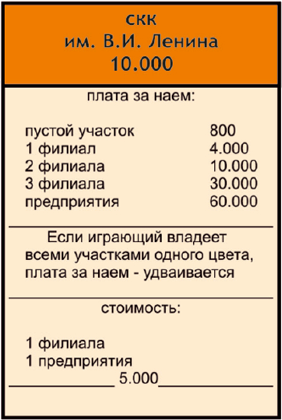 скк
им. В.И. Ленина
10.000
плата за наем:
пустой участок 800
1 филиал 4.000
2 филиала 10.000
3 филиала 30.000
предприятия 60.000
Если играющий владеет
всеми участками одного цвета,
плата за наем - удваивается
стоимость:
1 филиала
1 предприятия
5.000